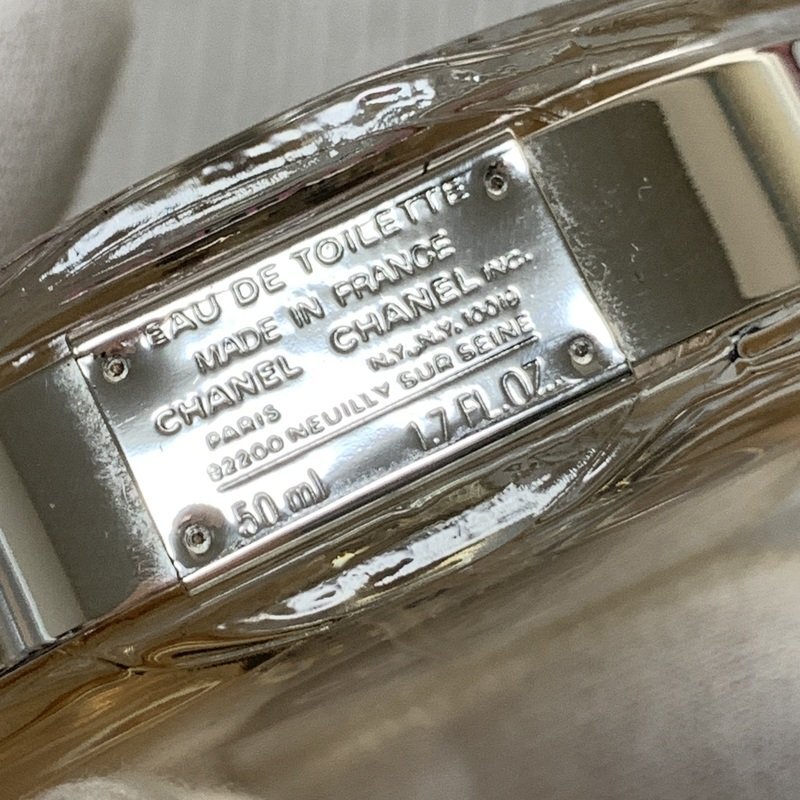 EAU DE TOILETTE
MADE IN FRANCE
CHANEL CHANEL INC.
PARIS N.Y., N.Y. 10019
92200 NEUILLY SUR SEINE
50 ml 1.7 FL.OZ.